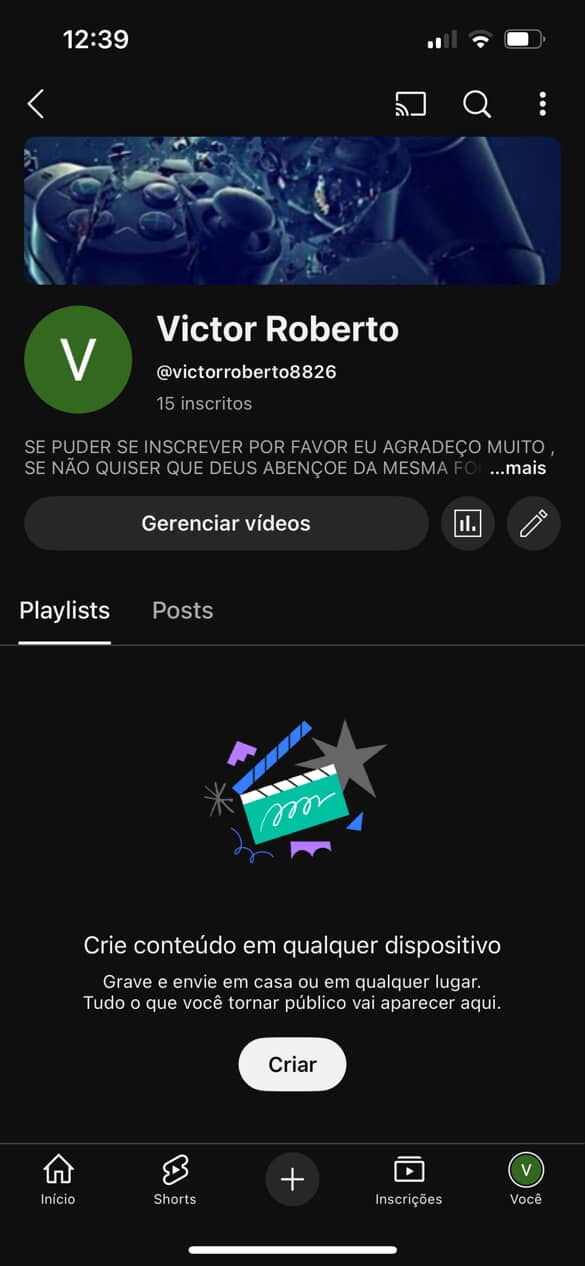 12:39
V
Victor Roberto
@victorroberto8826
15 inscritos
SE PUDER SE INSCREVER POR FAVOR EU AGRADEÇO MUITO ,
SE NÃO QUISER QUE DEUS ABENÇOE DA MESMA FO ...mais
Gerenciar vídeos
Playlists Posts
Crie conteúdo em qualquer dispositivo
Grave e envie em casa ou em qualquer lugar.
Tudo o que você tornar público vai aparecer aqui.
Criar
V
Início Shorts Inscrições Você